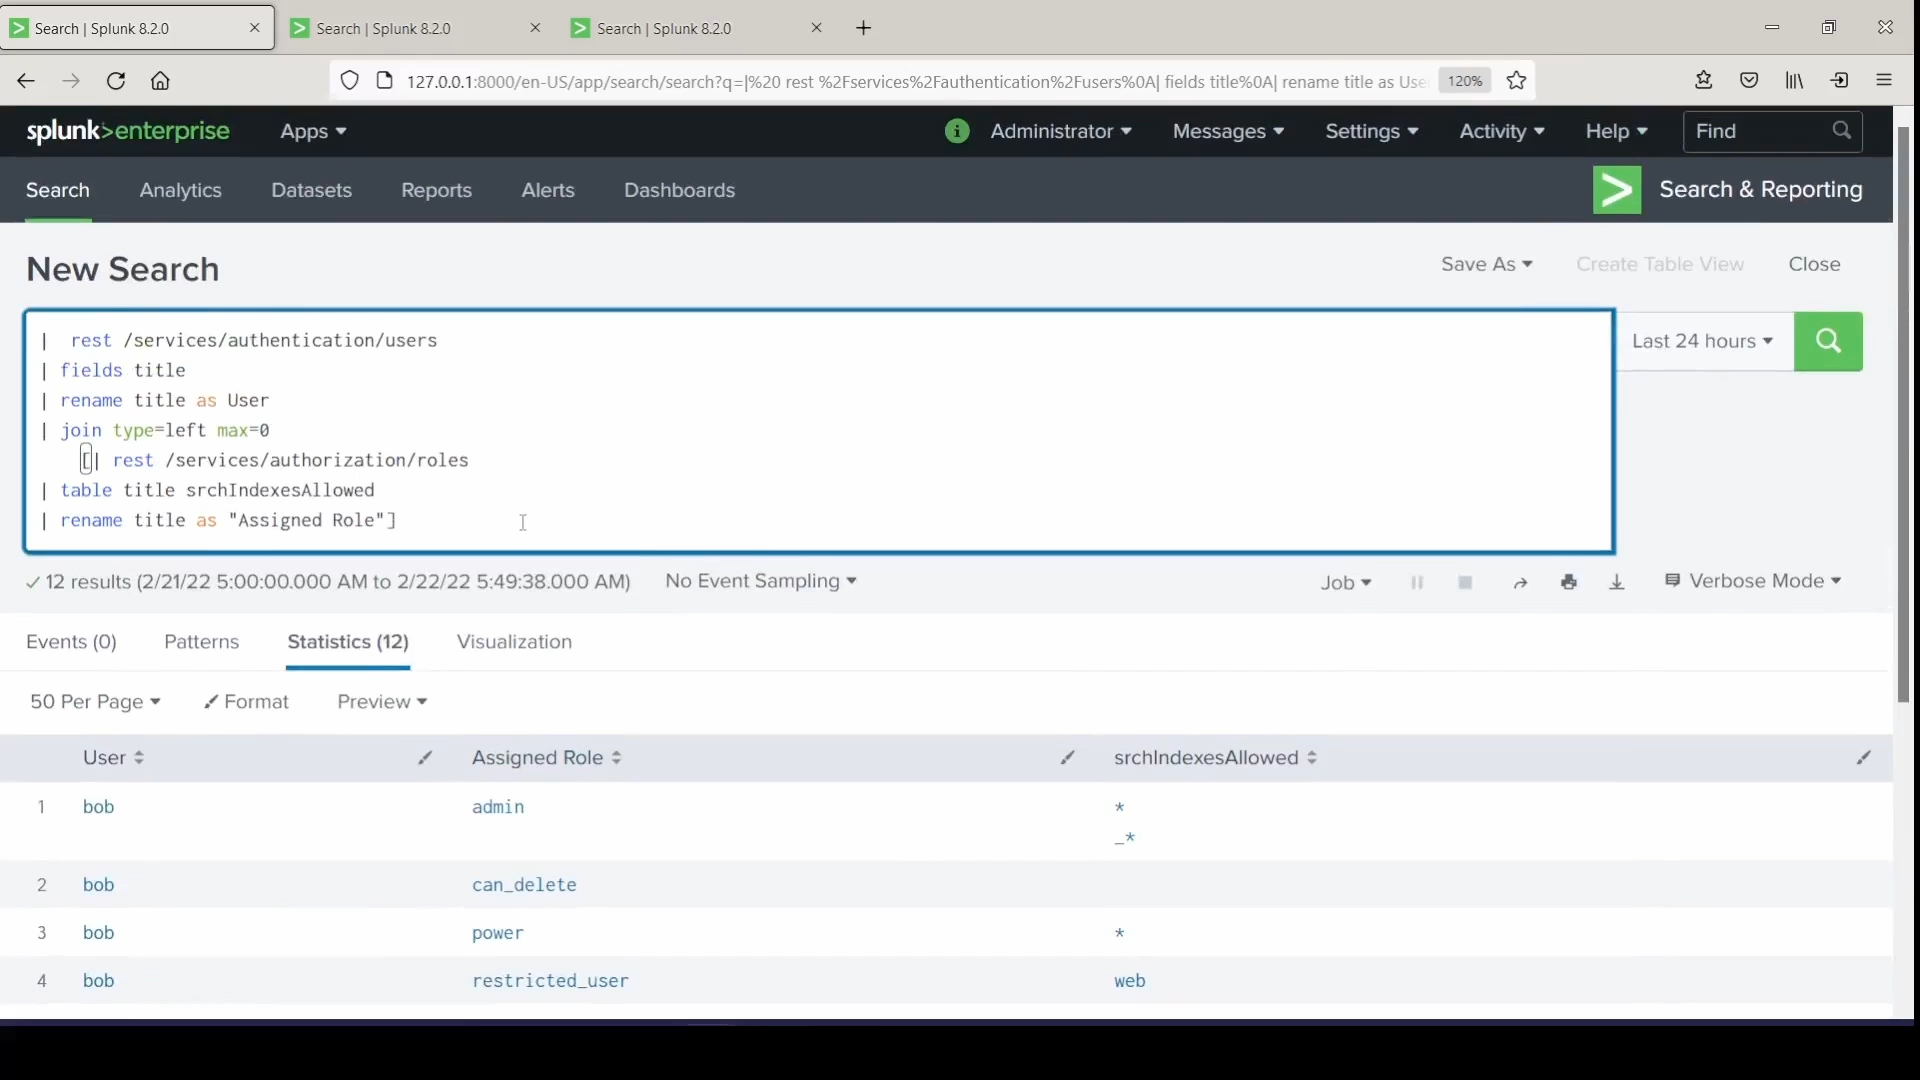 Search | Splunk 8.2.0
Search | Splunk 8.2.0
Search | Splunk 8.2.0
127.0.0.1:8000/en-US/app/search/search?q=|%20 rest %2Fservices%2Fauthentication%2Fusers%0A| fields title%0A| rename title as Use
120%
splunk>enterprise
Apps
Administrator
Messages
Settings
Activity
Help
Find
Search
Analytics
Datasets
Reports
Alerts
Dashboards
Search & Reporting
New Search
Save As
Create Table View
Close
| rest /services/authentication/users
| fields title
| rename title as User
| join type=left max=0
[| rest /services/authorization/roles
| table title srchIndexesAllowed
| rename title as "Assigned Role"]
Last 24 hours
12 results (2/21/22 5:00:00.000 AM to 2/22/22 5:49:38.000 AM)
No Event Sampling
Job
Verbose Mode
Events (0)
Patterns
Statistics (12)
Visualization
50 Per Page
Format
Preview
User
Assigned Role
srchIndexesAllowed
1 bob admin *
_*
2 bob can_delete
3 bob power *
4 bob restricted_user web